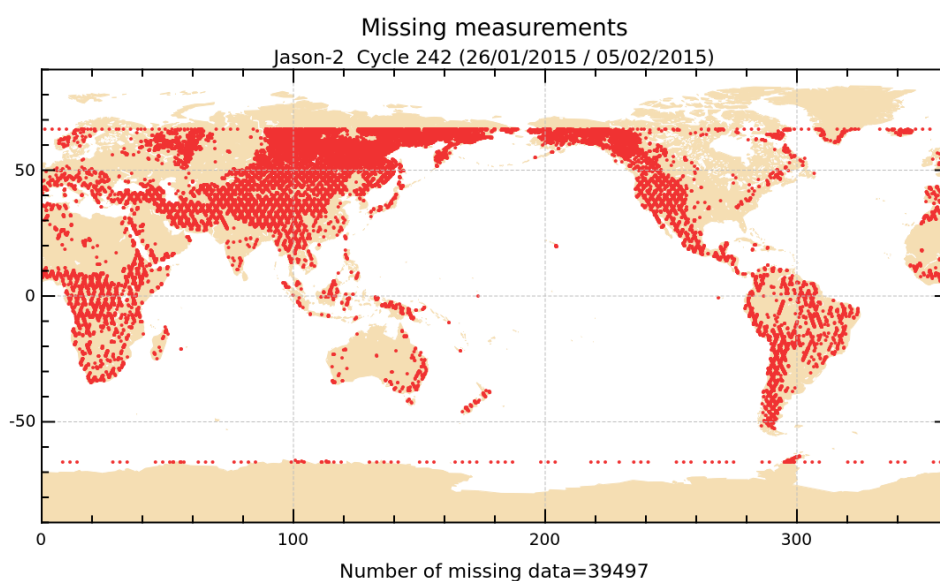 Missing measurements
Jason-2  Cycle 242 (26/01/2015 / 05/02/2015)
50
0
-50
0 100 200 300
Number of missing data=39497